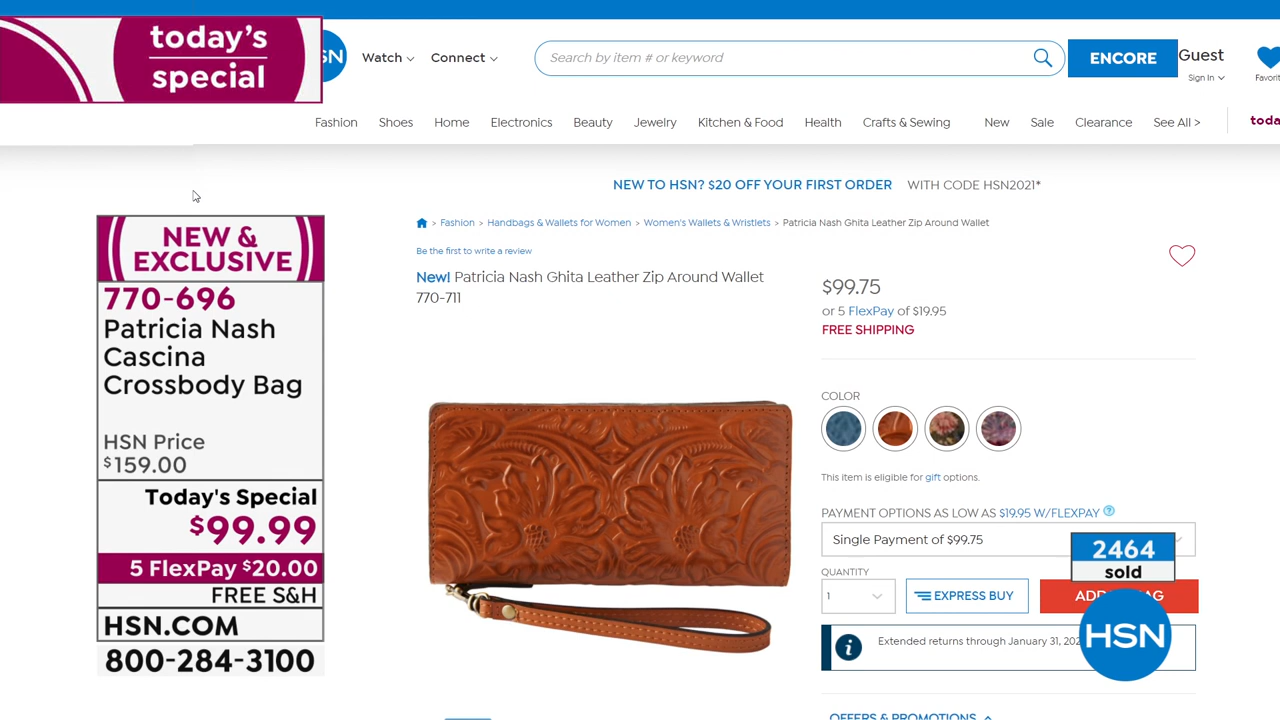 today's
special
SN
Watch
Connect
Search by item # or keyword
ENCORE
Guest
Sign In
Favorit
Fashion
Shoes
Home
Electronics
Beauty
Jewelry
Kitchen & Food
Health
Crafts & Sewing
New
Sale
Clearance
See All >
toda
NEW TO HSN? $20 OFF YOUR FIRST ORDER WITH CODE HSN2021*
> Fashion > Handbags & Wallets for Women > Women's Wallets & Wristlets > Patricia Nash Ghita Leather Zip Around Wallet
Be the first to write a review
New! Patricia Nash Ghita Leather Zip Around Wallet
770-711
$99.75
or 5 FlexPay of $19.95
FREE SHIPPING
COLOR
This item is eligible for gift options.
PAYMENT OPTIONS AS LOW AS $19.95 W/FLEXPAY ?
Single Payment of $99.75
QUANTITY
1
EXPRESS BUY
ADD AG
2464
sold
i
Extended returns through January 31, 202
HSN
OFFERS & PROMOTIONS
NEW &
EXCLUSIVE
770-696
Patricia Nash
Cascina
Crossbody Bag
HSN Price
$159.00
Today's Special
$99.99
5 FlexPay $20.00
FREE S&H
HSN.COM
800-284-3100